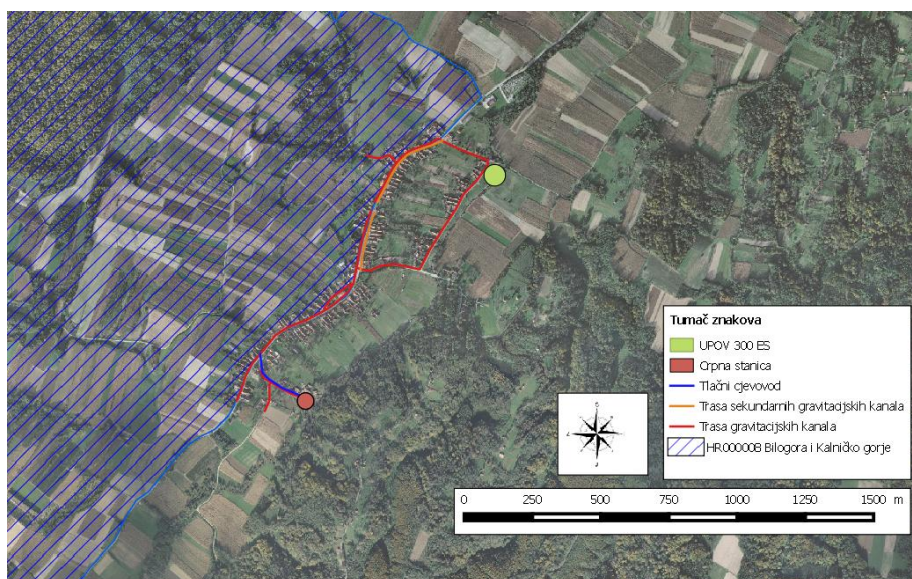 Tumač znakova
UPOV 300 ES
Crpna stanica
Tlačni cjevovod
Trasa sekundarnih gravitacijskih kanala
Trasa gravitacijskih kanala
HR00000B Bilogora i Kalničko gorje
0 250 500 750 1000 1250 1500 m